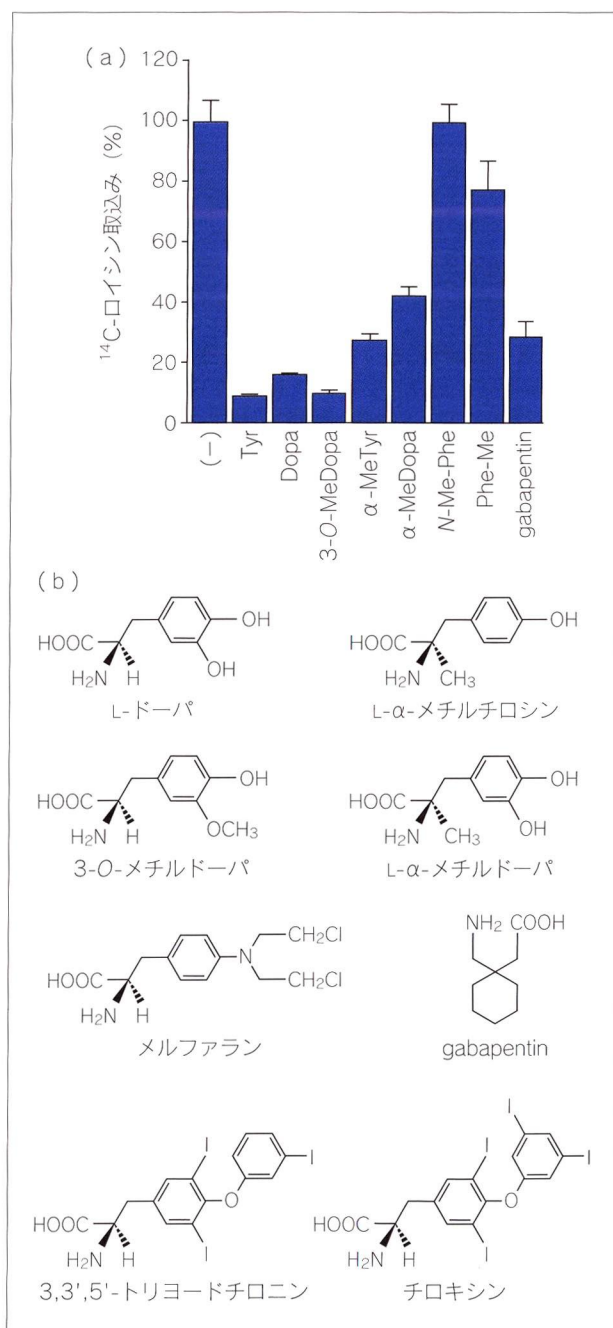 (a)
120
100
80
60
40
20
0
¹⁴C-ロイシン取込み (%)
(−)
Tyr
Dopa
3-O-MeDopa
α-MeTyr
α-MeDopa
N-Me-Phe
Phe-Me
gabapentin
(b)
HOOC
H₂N H
OH
OH
L-ドーパ
HOOC
H₂N CH₃
OH
L-α-メチルチロシン
HOOC
H₂N H
OH
OCH₃
3-O-メチルドーパ
HOOC
H₂N CH₃
OH
OH
L-α-メチルドーパ
HOOC
H₂N H
N
CH₂Cl
CH₂Cl
メルファラン
NH₂ COOH
gabapentin
HOOC
H₂N H
I
I
O
I
3,3',5'-トリヨードチロニン
HOOC
H₂N H
I
I
O
I
I
チロキシン